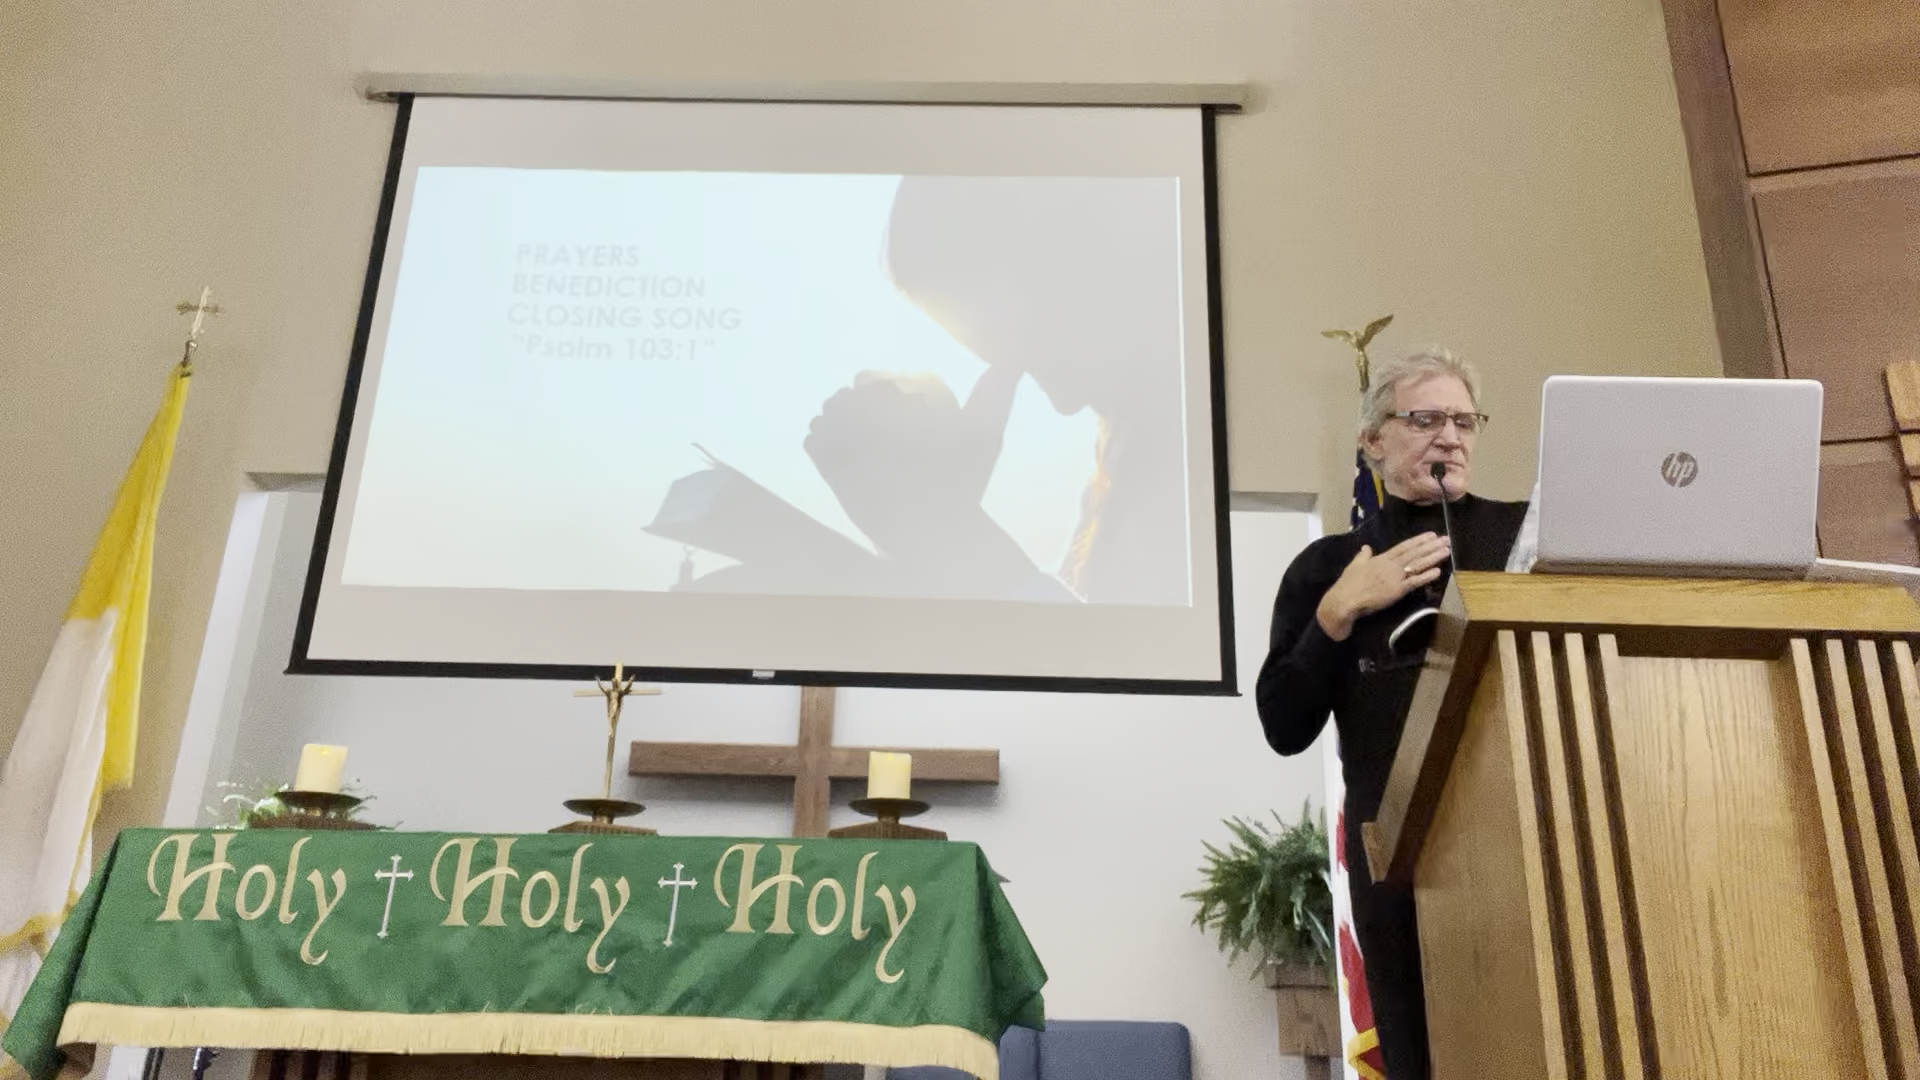 PRAYERS
BENEDICTION
CLOSING SONG
"Psalm 103:1"
hp
Holy Holy Holy